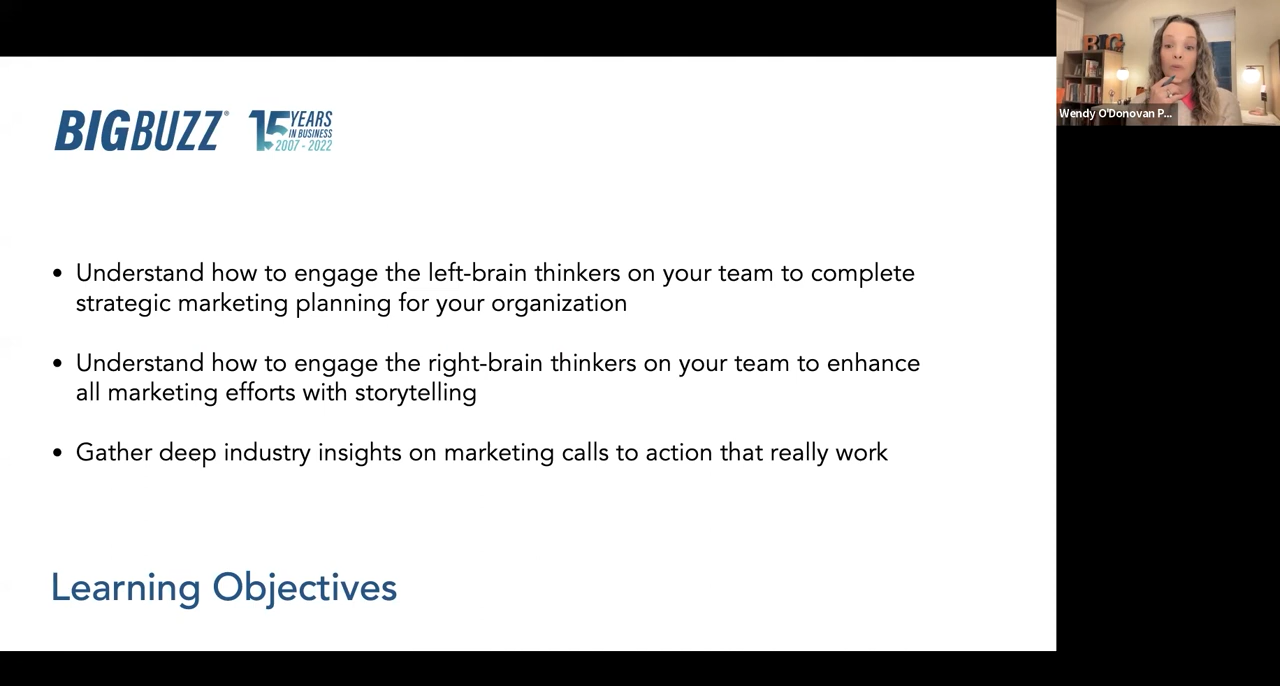 BIGBUZZ®
15 YEARS
IN BUSINESS
2007 - 2022
• Understand how to engage the left-brain thinkers on your team to complete
strategic marketing planning for your organization
• Understand how to engage the right-brain thinkers on your team to enhance
all marketing efforts with storytelling
• Gather deep industry insights on marketing calls to action that really work
Learning Objectives
BIG
Wendy O'Donovan P...